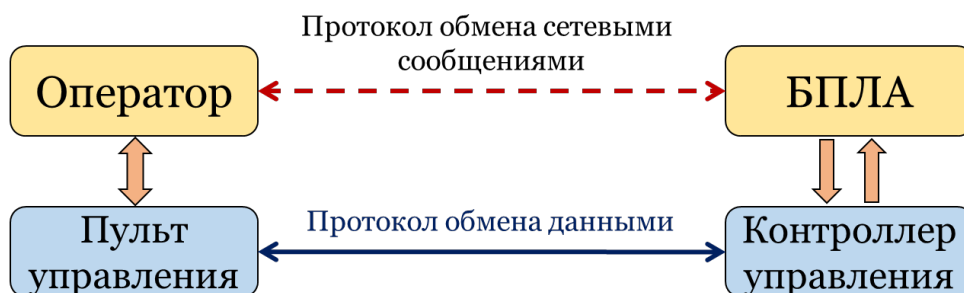 Протокол обмена сетевыми
сообщениями
Оператор
БПЛА
Протокол обмена данными
Пульт
управления
Контроллер
управления